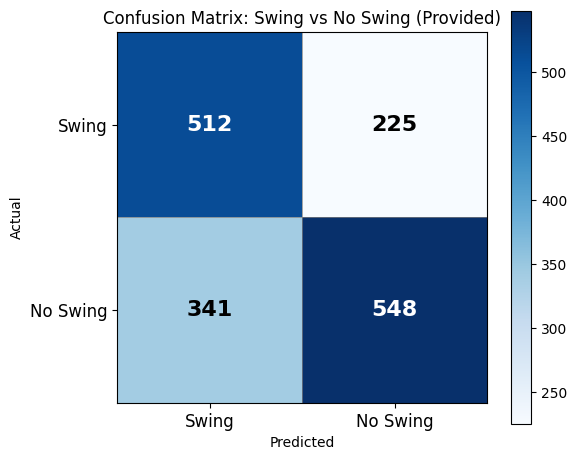 Confusion Matrix: Swing vs No Swing (Provided)
Actual
Swing
512
225
No Swing
341
548
Swing
No Swing
Predicted
500
450
400
350
300
250